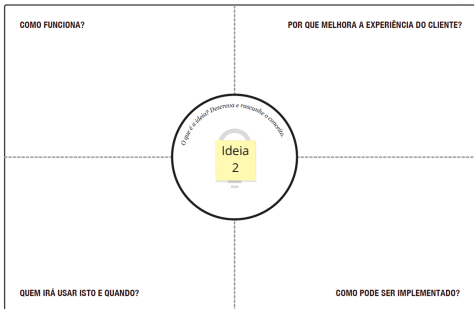 COMO FUNCIONA?
POR QUE MELHORA A EXPERIÊNCIA DO CLIENTE?
O que é a ideia? Descreva e rascunhe o conceito.
Ideia
2
QUEM IRÁ USAR ISTO E QUANDO?
COMO PODE SER IMPLEMENTADO?